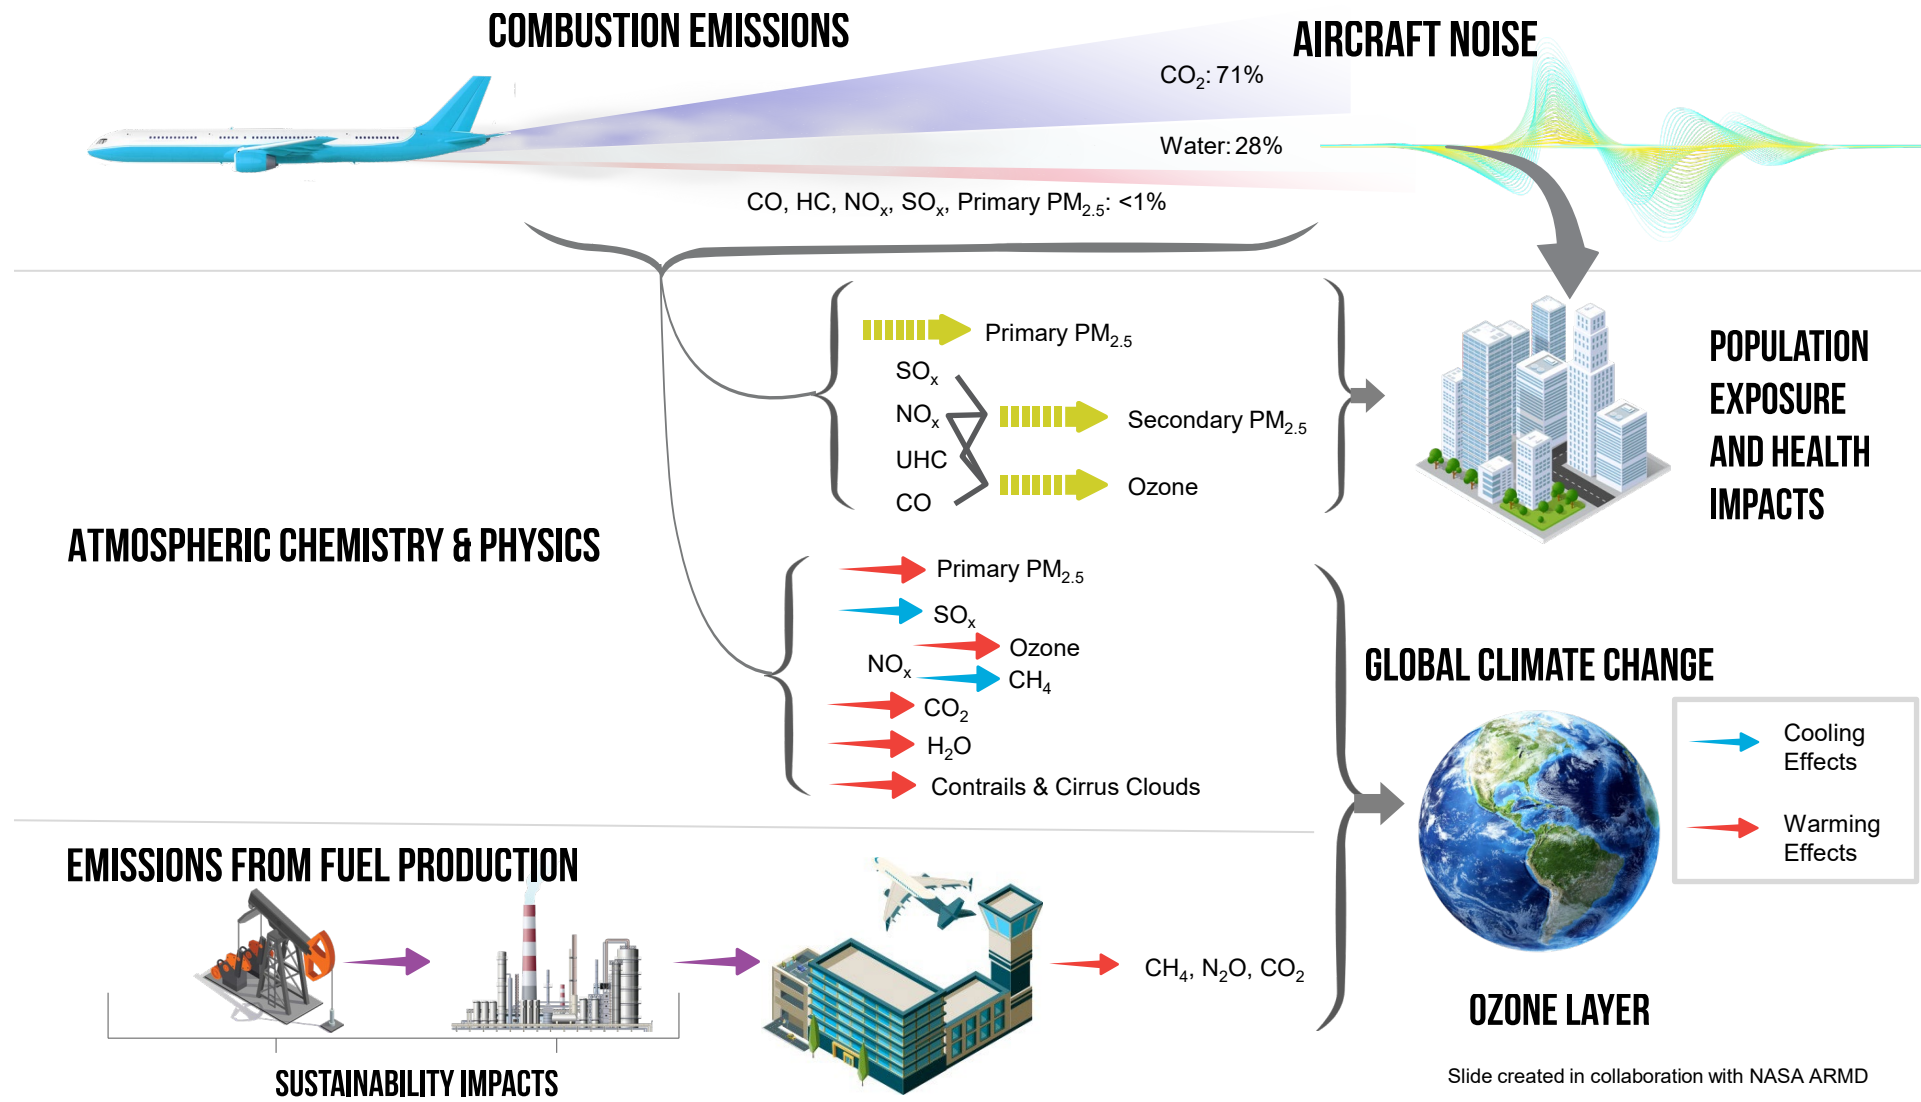 COMBUSTION EMISSIONS
AIRCRAFT NOISE
CO₂: 71%
Water: 28%
CO, HC, NOₓ, SOₓ, Primary PM₂.₅: <1%
Primary PM₂.₅
SOₓ
NOₓ
UHC
CO
Secondary PM₂.₅
Ozone
POPULATION
EXPOSURE
AND HEALTH
IMPACTS
ATMOSPHERIC CHEMISTRY & PHYSICS
Primary PM₂.₅
SOₓ
NOₓ
Ozone
CH₄
CO₂
H₂O
Contrails & Cirrus Clouds
GLOBAL CLIMATE CHANGE
Cooling
Effects
Warming
Effects
EMISSIONS FROM FUEL PRODUCTION
CH₄, N₂O, CO₂
OZONE LAYER
SUSTAINABILITY IMPACTS
Slide created in collaboration with NASA ARMD